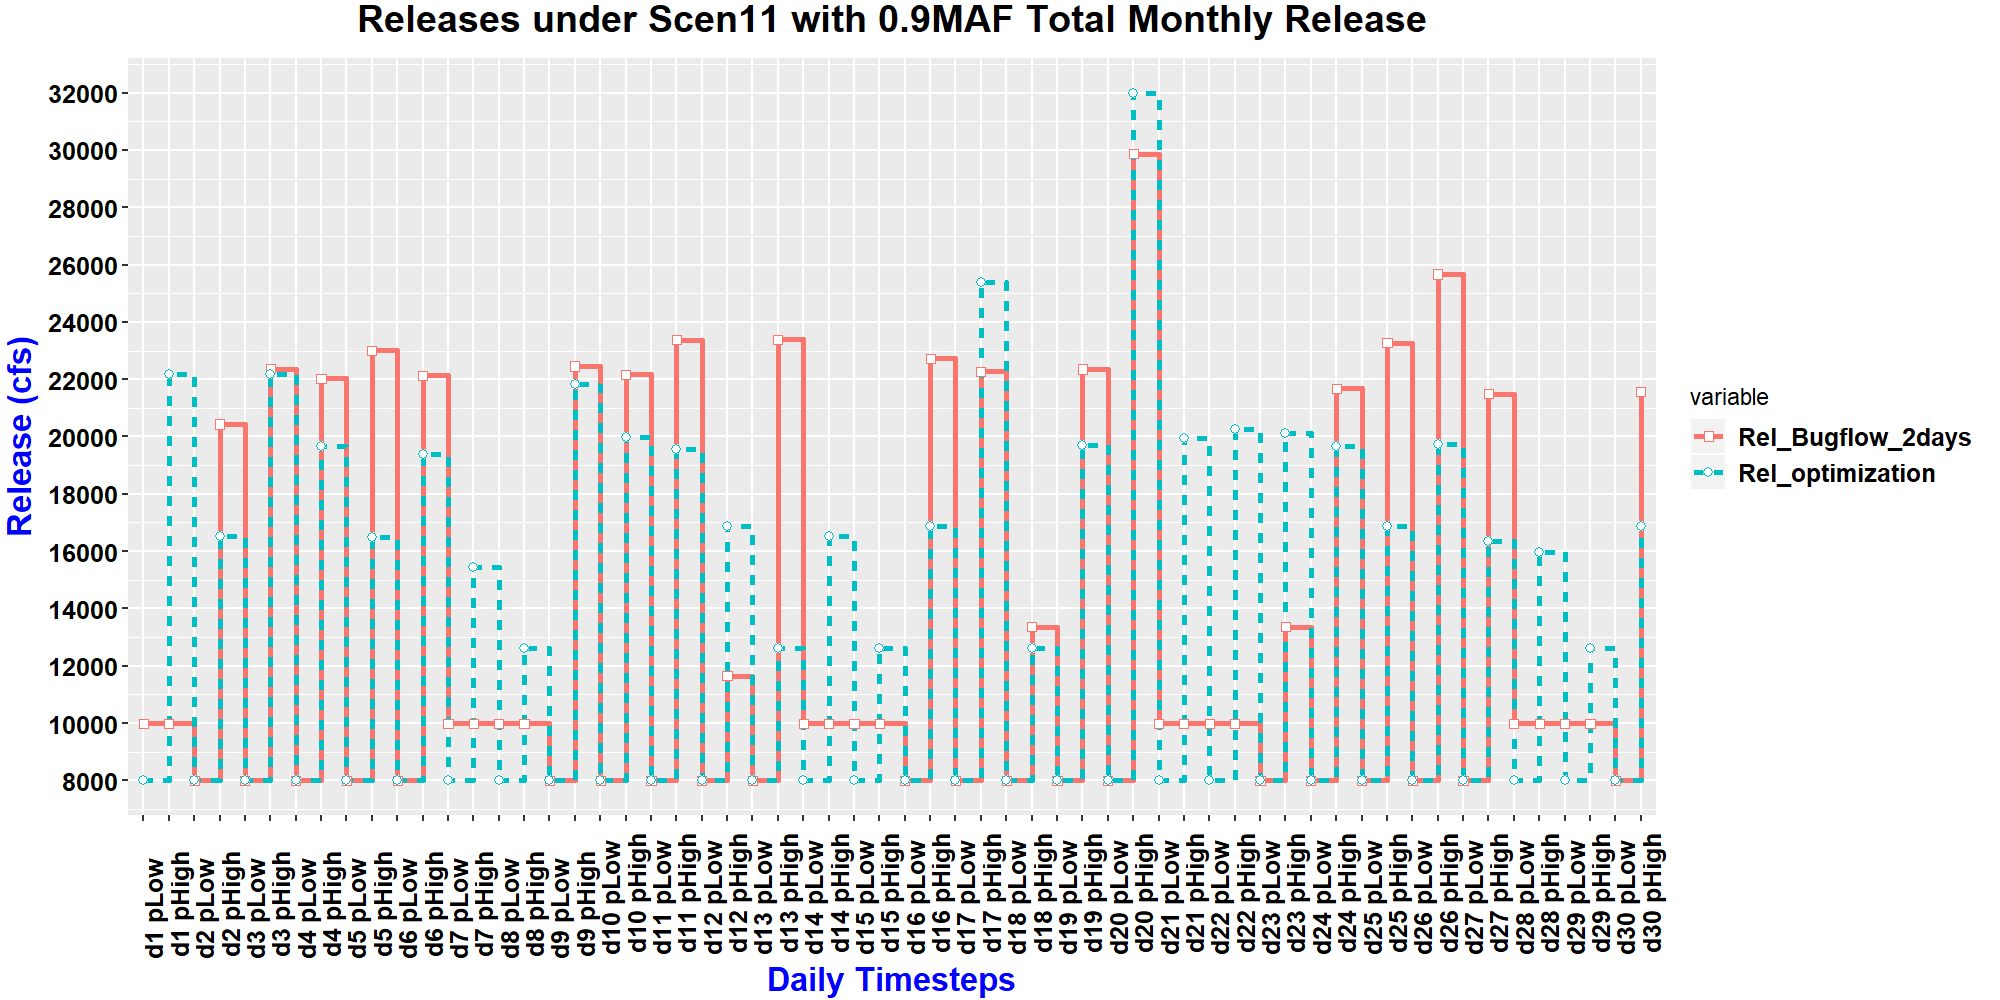 Releases under Scen11 with 0.9MAF Total Monthly Release
Release (cfs)
32000
30000
28000
26000
24000
22000
20000
18000
16000
14000
12000
10000
8000
d1 pLow
d1 pHigh
d2 pLow
d2 pHigh
d3 pLow
d3 pHigh
d4 pLow
d4 pHigh
d5 pLow
d5 pHigh
d6 pLow
d6 pHigh
d7 pLow
d7 pHigh
d8 pLow
d8 pHigh
d9 pLow
d9 pHigh
d10 pLow
d10 pHigh
d11 pLow
d11 pHigh
d12 pLow
d12 pHigh
d13 pLow
d13 pHigh
d14 pLow
d14 pHigh
d15 pLow
d15 pHigh
d16 pLow
d16 pHigh
d17 pLow
d17 pHigh
d18 pLow
d18 pHigh
d19 pLow
d19 pHigh
d20 pLow
d20 pHigh
d21 pLow
d21 pHigh
d22 pLow
d22 pHigh
d23 pLow
d23 pHigh
d24 pLow
d24 pHigh
d25 pLow
d25 pHigh
d26 pLow
d26 pHigh
d27 pLow
d27 pHigh
d28 pLow
d28 pHigh
d29 pLow
d29 pHigh
d30 pLow
d30 pHigh
Daily Timesteps
variable
Rel_Bugflow_2days
Rel_optimization